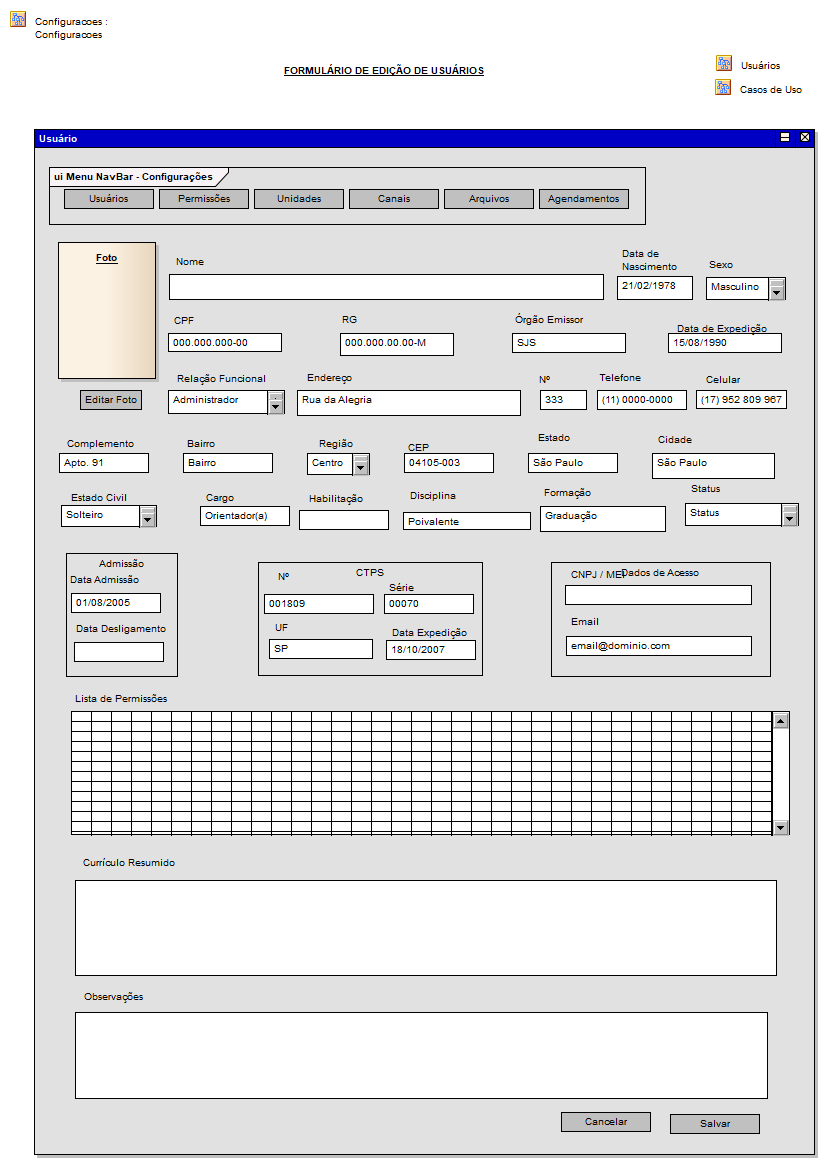 Configuracoes :
Configuracoes
FORMULÁRIO DE EDIÇÃO DE USUÁRIOS
Usuários
Casos de Uso
Usuário
ui Menu NavBar - Configurações
Usuários Permissões Unidades Canais Arquivos Agendamentos
Foto
Nome
Data de
Nascimento
Sexo
21/02/1978
Masculino
CPF
RG
Órgão Emissor
Data de Expedição
000.000.000-00
000.000.00.00-M
SJS
15/08/1990
Relação Funcional
Endereço
Nº
Telefone
Celular
Editar Foto
Administrador
Rua da Alegria
333
(11) 0000-0000
(17) 952 809 967
Complemento
Bairro
Região
CEP
Estado
Cidade
Apto. 91
Bairro
Centro
04105-003
São Paulo
São Paulo
Estado Civil
Cargo
Habilitação
Disciplina
Formação
Status
Solteiro
Orientador(a)
Poivalente
Graduação
Status
Admissão
Data Admissão
01/08/2005
Data Desligamento
CTPS
Nº
Série
001809
00070
UF
Data Expedição
SP
18/10/2007
CNPJ / MEI
Dados de Acesso
Email
email@dominio.com
Lista de Permissões
Currículo Resumido
Observações
Cancelar
Salvar